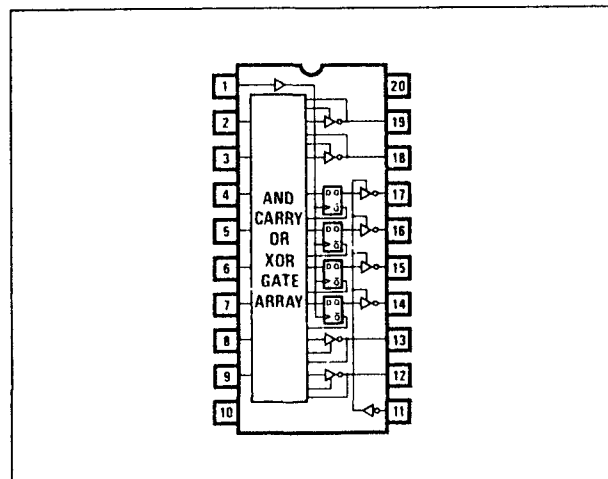 1
2
3
4
5
6
7
8
9
10
20
19
18
17
16
15
14
13
12
11
AND
CARRY
OR
XOR
GATE
ARRAY
D Q
Q̅
D Q
Q̅
D Q
Q̅
D Q
Q̅